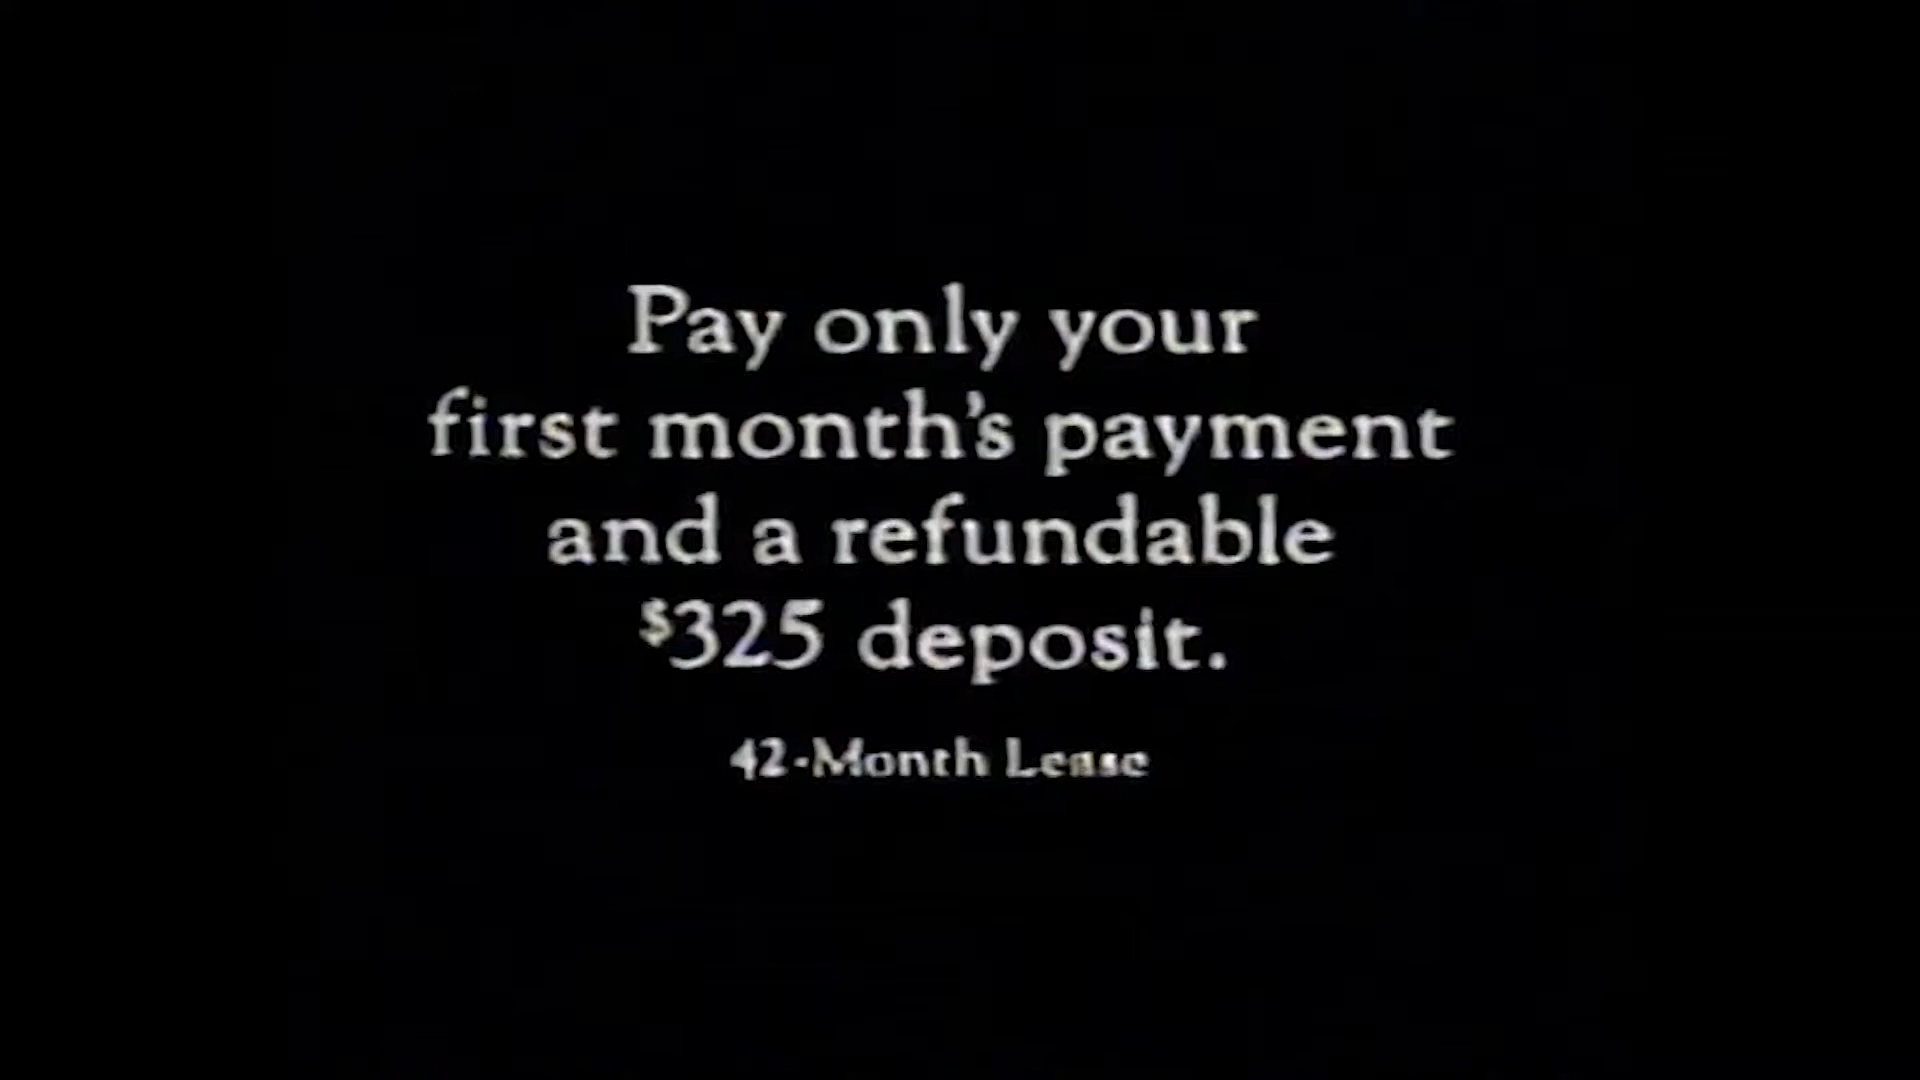 Pay only your
first month's payment
and a refundable
$325 deposit.
42-Month Lease